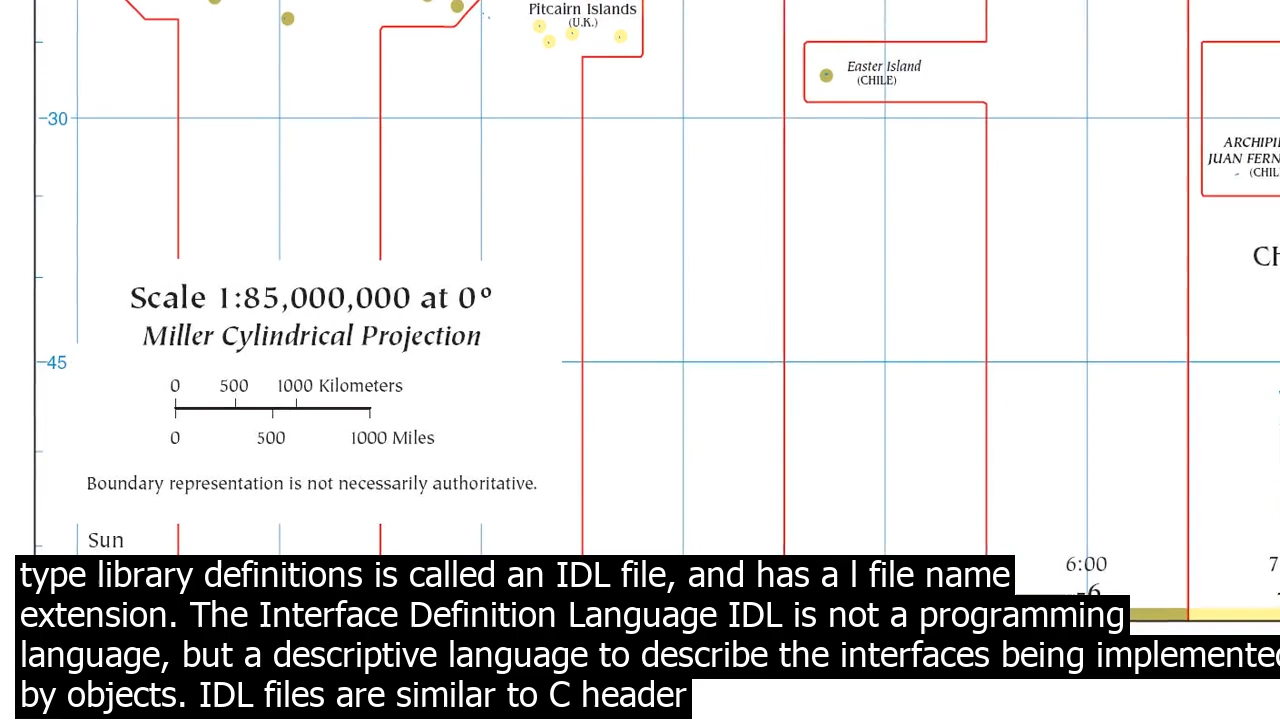 Pitcairn Islands
(U.K.)
Easter Island
(CHILE)
-30
ARCHIPI
JUAN FERN
(CHIL
CH
Scale 1:85,000,000 at 0º
Miller Cylindrical Projection
-45
0 500 1000 Kilometers
0 500 1000 Miles
Boundary representation is not necessarily authoritative.
Sun
6:00
7
-6
type library definitions is called an IDL file, and has a l file name
extension. The Interface Definition Language IDL is not a programming
language, but a descriptive language to describe the interfaces being implemented
by objects. IDL files are similar to C header